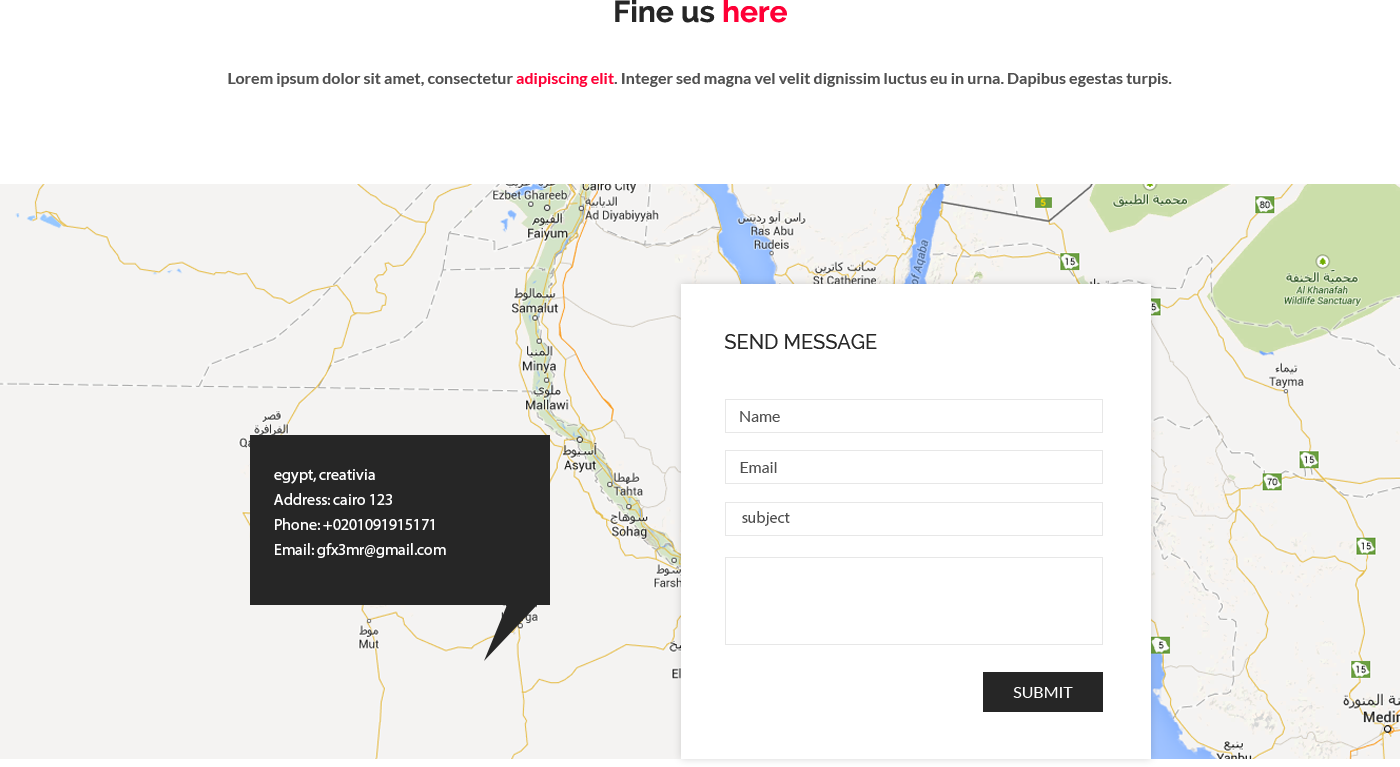 Fine us here
Lorem ipsum dolor sit amet, consectetur adipiscing elit. Integer sed magna vel velit dignissim luctus eu in urna. Dapibus egestas turpis.
Ezbet Ghareeb
Cairo City
الديابية
Ad Diyabiyyah
الفيوم
Faiyum
راس أبو رديس
Ras Abu
Rudeis
سانت كاترين
St Catherine
of Aqaba
5
محمية الطبيق
80
15
محمية الخنفة
Al Khanafah
Wildlife Sanctuary
سمالوط
Samalut
المنيا
Minya
ملوي
Mallawi
تيماء
Tayma
قصر
الفرافرة
أسيوط
Asyut
طهطا
Tahta
سوهاج
Sohag
Farsh
15
70
15
5
15
موط
Mut
المنورة
Medin
ينبع
Yanbu
egypt, creativia
Address: cairo 123
Phone: +0201091915171
Email: gfx3mr@gmail.com
SEND MESSAGE
Name
Email
subject
SUBMIT